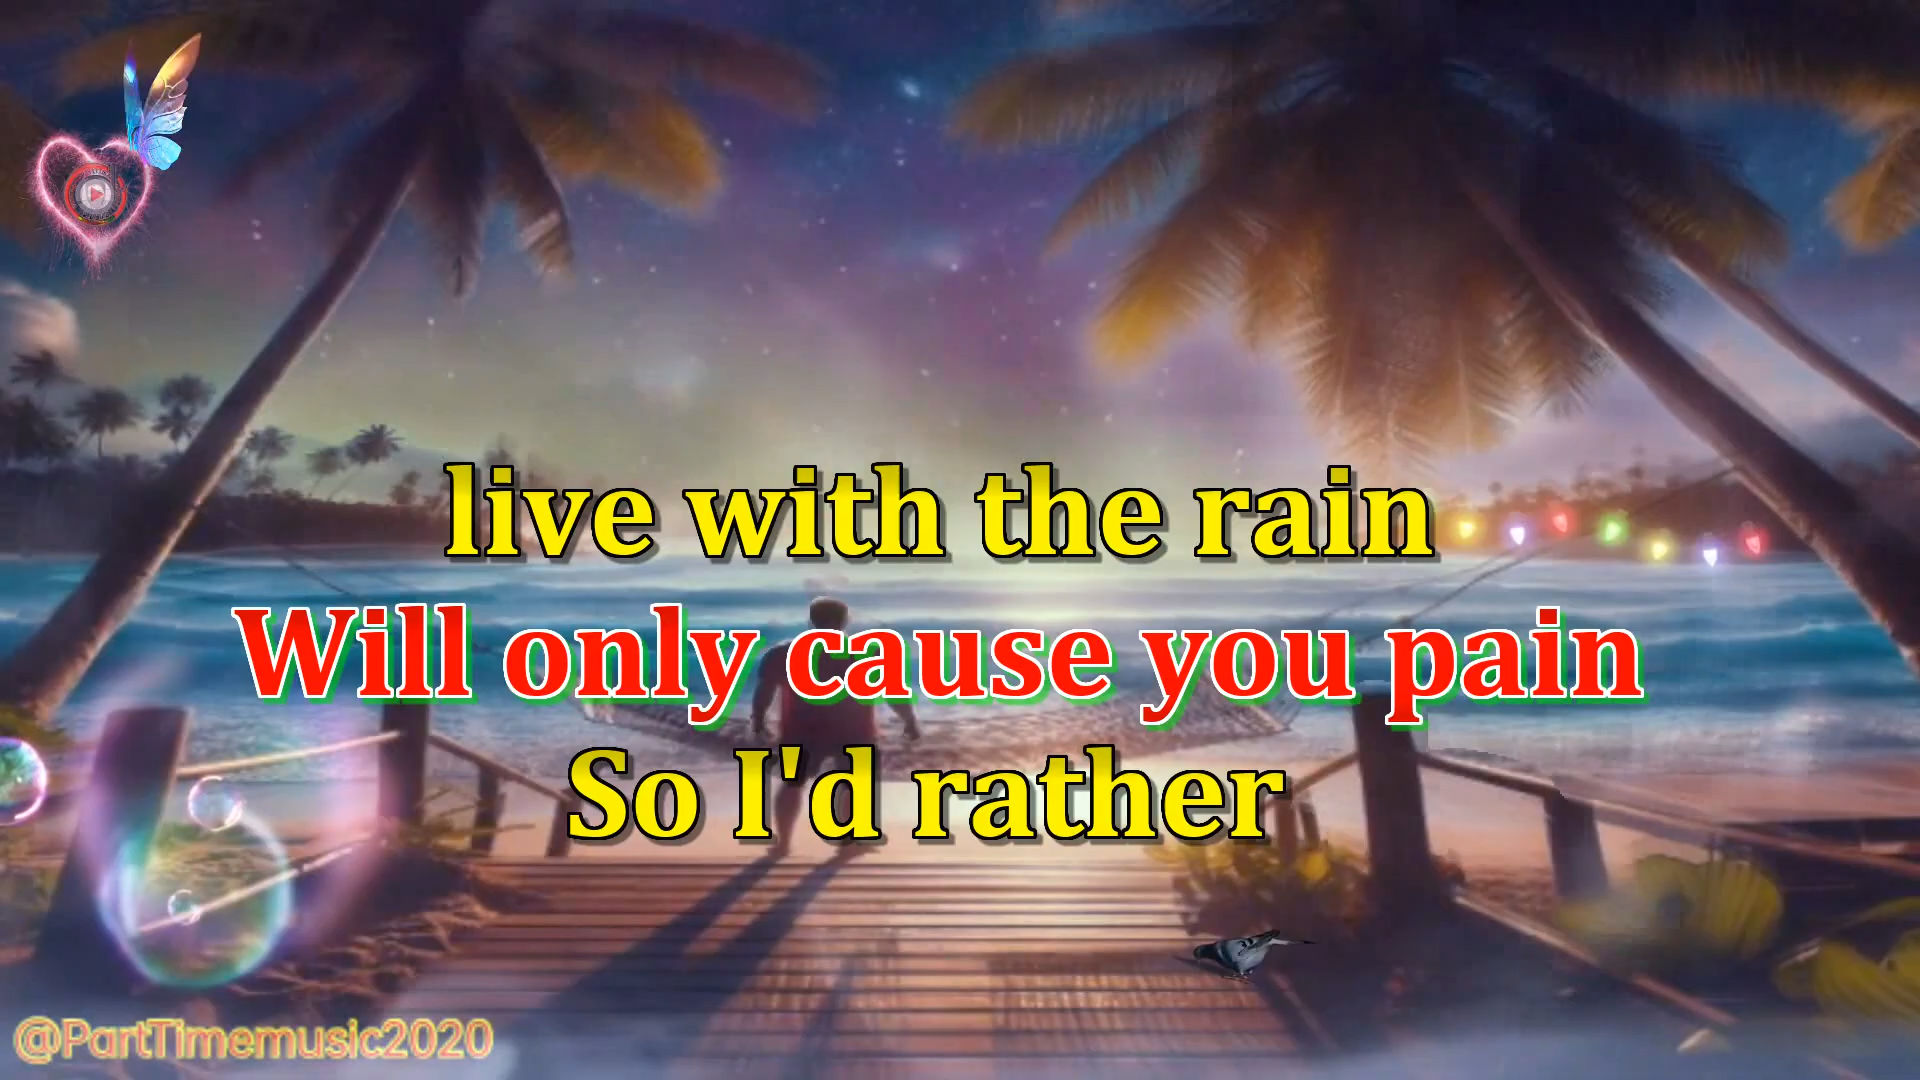 live with the rain
Will only cause you pain
So I'd rather
@PartTimemusic2020